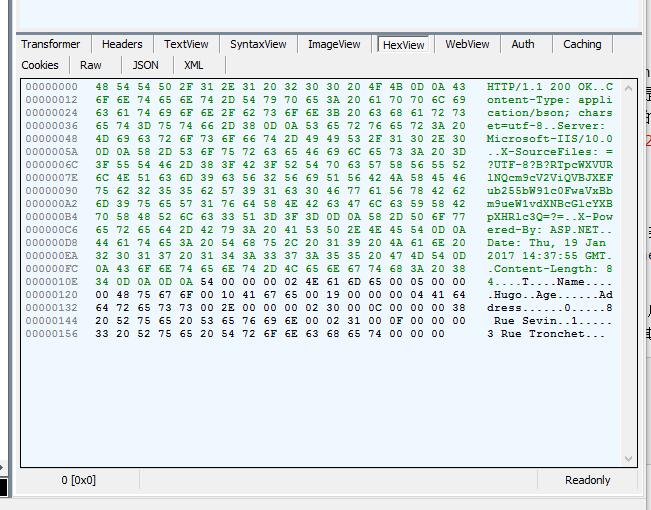 Transformer Headers TextView SyntaxView ImageView HexView WebView Auth Caching
Cookies Raw JSON XML
00000000 48 54 54 50 2F 31 2E 31 20 32 30 30 20 4F 4B 0D 0A 43 HTTP/1.1 200 OK..C
00000012 6F 6E 74 65 6E 74 2D 54 79 70 65 3A 20 61 70 70 6C 69 ontent-Type: appli
00000024 63 61 74 69 6F 6E 2F 62 73 6F 6E 3B 20 63 68 61 72 73 cation/bson; chars
00000036 65 74 3D 75 74 66 2D 38 0D 0A 53 65 72 76 65 72 3A 20 et=utf-8..Server:
00000048 4D 69 63 72 6F 73 6F 66 74 2D 49 49 53 2F 31 30 2E 30 Microsoft-IIS/10.0
0000005A 0D 0A 58 2D 53 6F 75 72 63 65 46 69 6C 65 73 3A 20 3D ..X-SourceFiles: =
0000006C 3F 55 54 46 2D 38 3F 42 3F 52 54 70 63 57 58 56 55 52 ?UTF-8?B?RTpcWXVUR
0000007E 6C 4E 51 63 6D 39 63 56 32 56 69 51 56 42 4A 58 45 46 lNQcm9cV2ViQVBJXEF
00000090 75 62 32 35 35 62 57 39 31 63 30 46 77 61 56 78 42 62 ub255bW91c0FwaVxBb
000000A2 6D 39 75 65 57 31 76 64 58 4E 42 63 47 6C 63 59 58 42 m9ueW1vdXNBcGlcYXB
000000B4 70 58 48 52 6C 63 33 51 3D 3F 3D 0D 0A 58 2D 50 6F 77 pXHRlc3Q=?=..X-Pow
000000C6 65 72 65 64 2D 42 79 3A 20 41 53 50 2E 4E 45 54 0D 0A ered-By: ASP.NET..
000000D8 44 61 74 65 3A 20 54 68 75 2C 20 31 39 20 4A 61 6E 20 Date: Thu, 19 Jan
000000EA 32 30 31 37 20 31 34 3A 33 37 3A 35 35 20 47 4D 54 0D 2017 14:37:55 GMT.
000000FC 0A 43 6F 6E 74 65 6E 74 2D 4C 65 6E 67 74 68 3A 20 38 .Content-Length: 8
0000010E 34 0D 0A 0D 0A 54 00 00 00 02 4E 61 6D 65 00 05 00 00 4....T....Name....
00000120 00 48 75 67 6F 00 10 41 67 65 00 19 00 00 00 04 41 64 .Hugo..Age......Ad
00000132 64 72 65 73 73 00 2E 00 00 00 02 30 00 0C 00 00 00 38 dress......0.....8
00000144 20 52 75 65 20 53 65 76 69 6E 00 02 31 00 0F 00 00 00 Rue Sevin..1.....
00000156 33 20 52 75 65 20 54 72 6F 6E 63 68 65 74 00 00 00 3 Rue Tronchet...
0 [0x0] Readonly